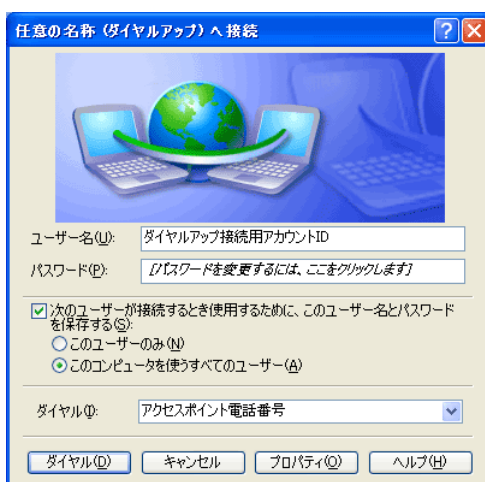 任意の名称 (ダイヤルアップ) へ接続
ユーザー名(U): ダイヤルアップ接続用アカウントID
パスワード(P): [パスワードを変更するには、ここをクリックします]
次のユーザーが接続するとき使用するために、このユーザー名とパスワード
を保存する(S):
このユーザーのみ(N)
このコンピュータを使うすべてのユーザー(A)
ダイヤル(I): アクセスポイント電話番号
ダイヤル(D) キャンセル プロパティ(O) ヘルプ(H)